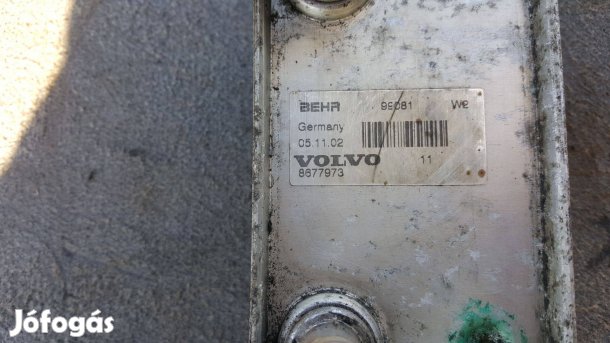 BEHR 99081 W2
Germany
05.11.02
VOLVO 11
8677973
Jófogás